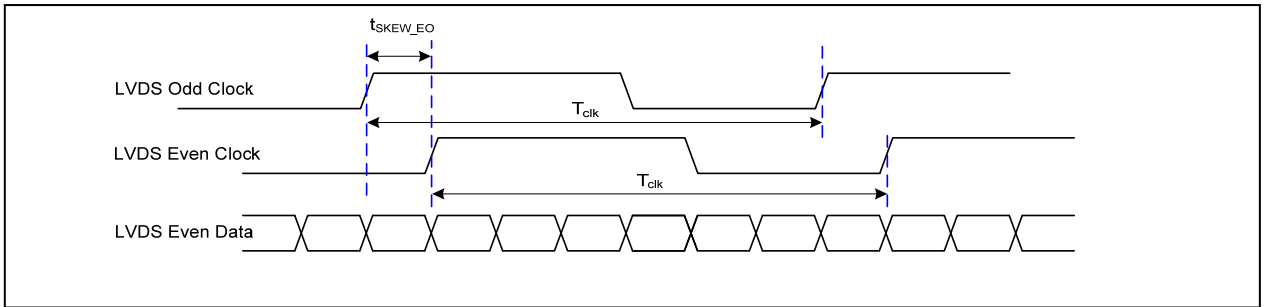 tSKEW_EO
LVDS Odd Clock
Tclk
LVDS Even Clock
Tclk
LVDS Even Data